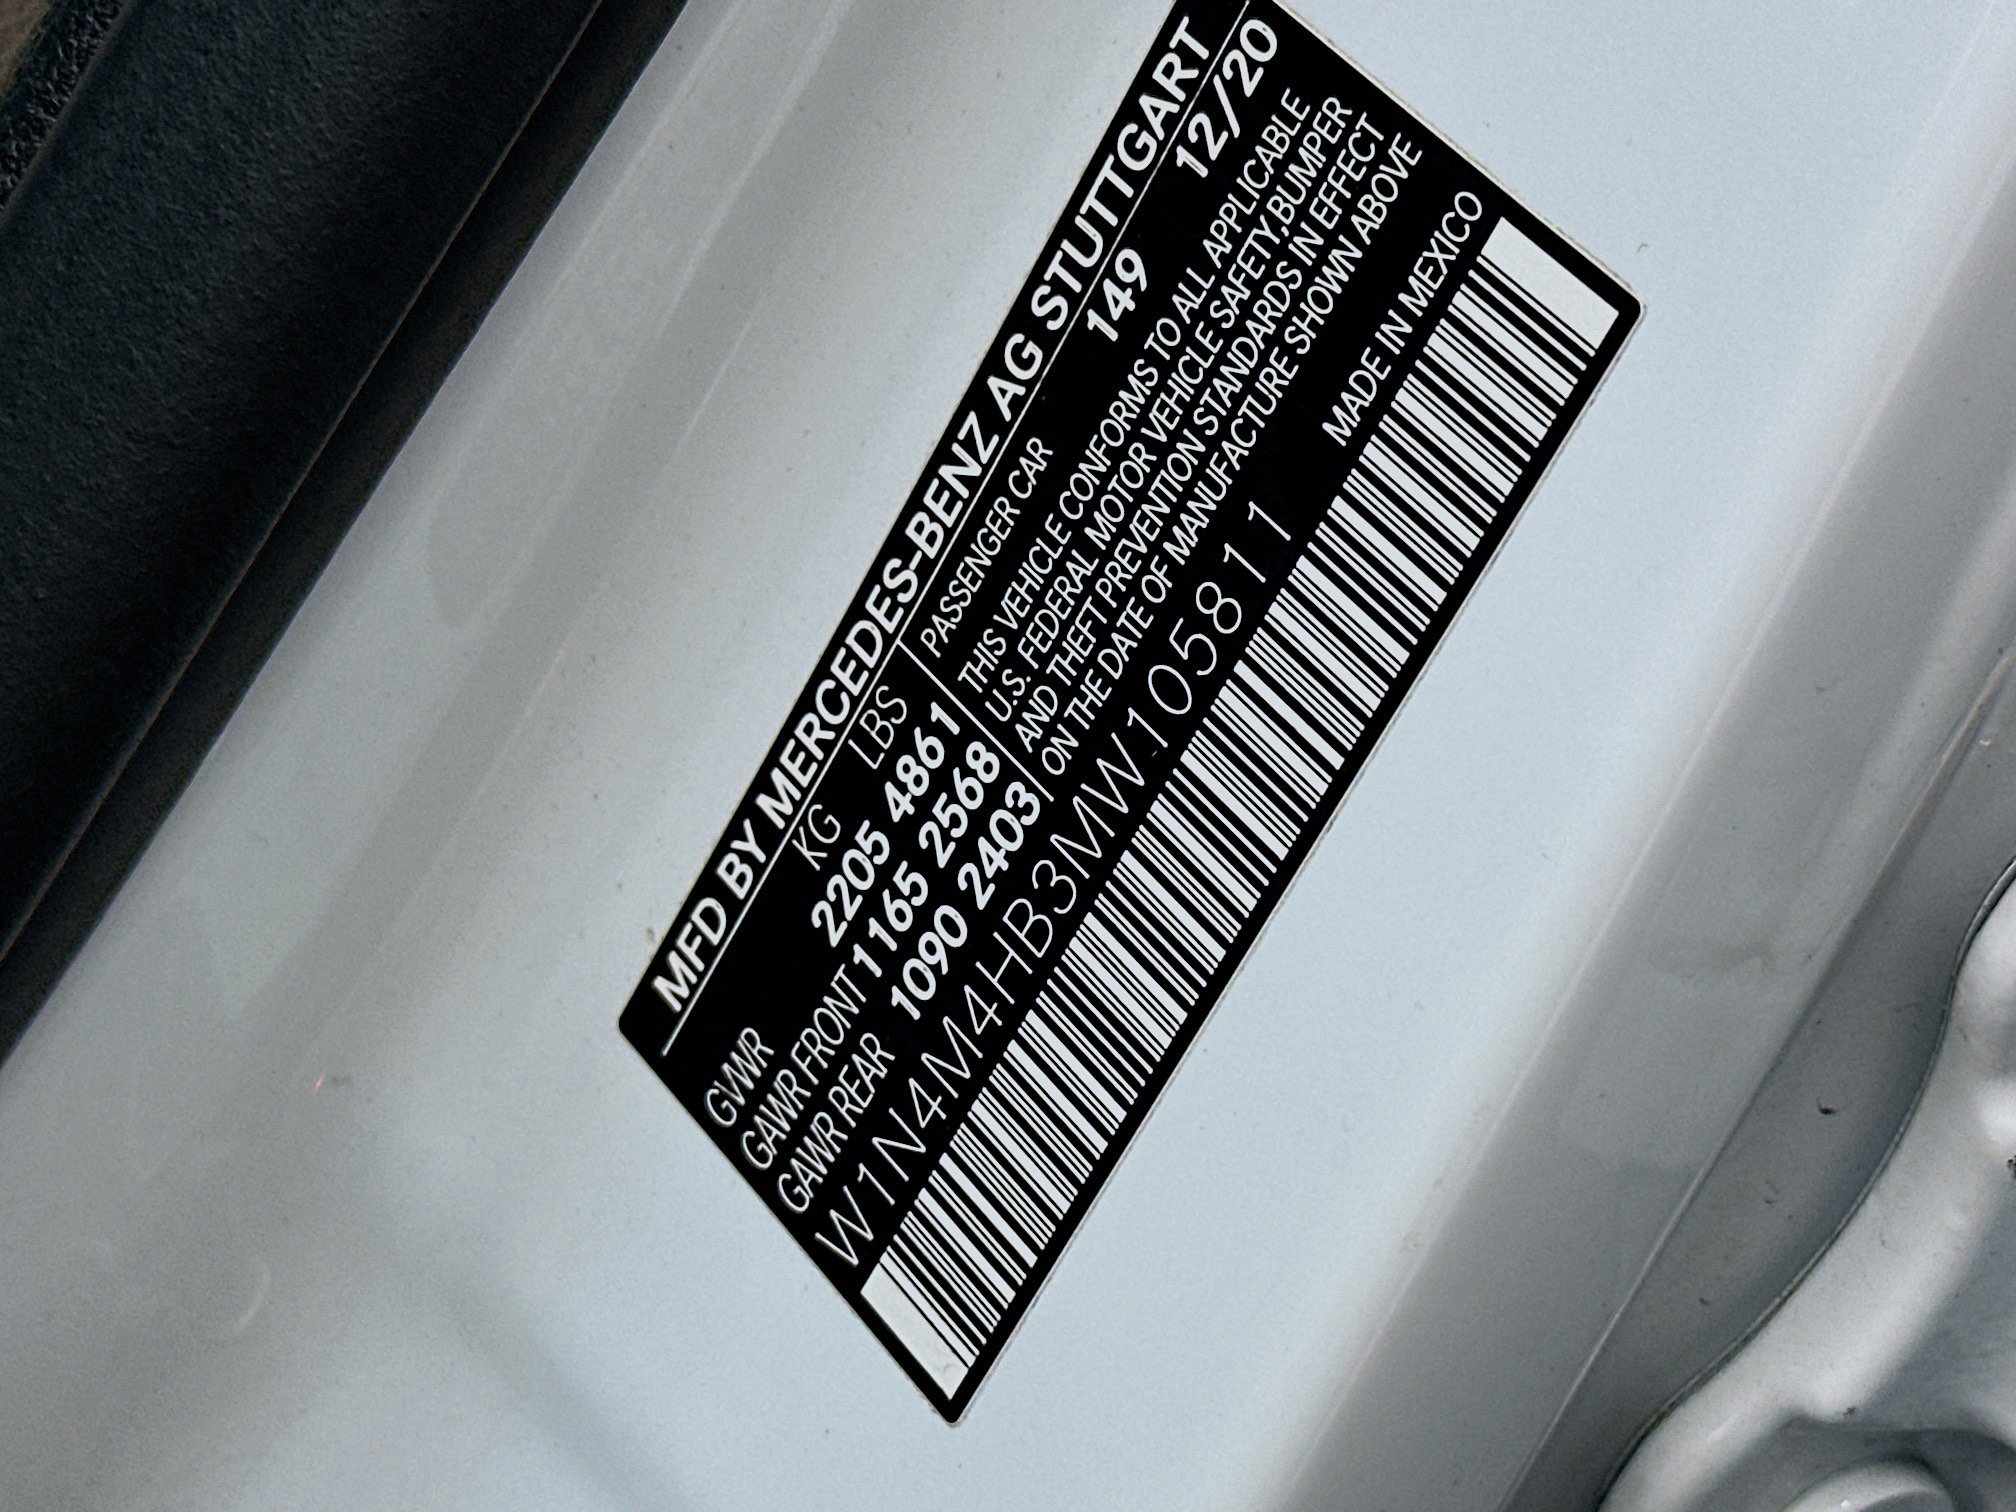 MFD BY MERCEDES-BENZ AG STUTTGART
KG LBS 149 12/20
GVWR 2205 4861 PASSENGER CAR
GAWR FRONT 1165 2568
GAWR REAR 1090 2403
THIS VEHICLE CONFORMS TO ALL APPLICABLE
U.S. FEDERAL MOTOR VEHICLE SAFETY,BUMPER
AND THEFT PREVENTION STANDARDS IN EFFECT
ON THE DATE OF MANUFACTURE SHOWN ABOVE
W1N4M4HB3MW105811
MADE IN MEXICO